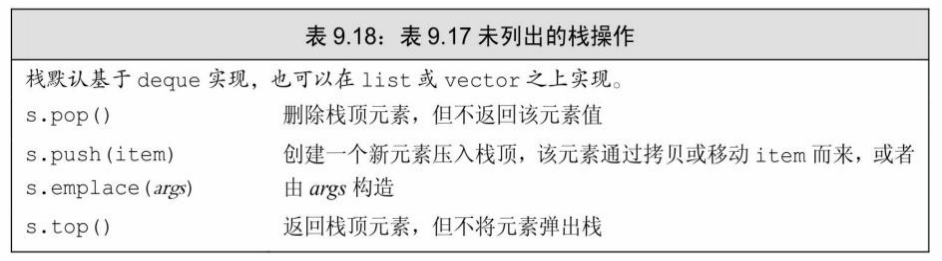 表 9.18：表 9.17 未列出的栈操作
栈默认基于 deque 实现，也可以在 list 或 vector 之上实现。
s.pop() 删除栈顶元素，但不返回该元素值
s.push(item) 创建一个新元素压入栈顶，该元素通过拷贝或移动 item 而来，或者
s.emplace(args) 由 args 构造
s.top() 返回栈顶元素，但不将元素弹出栈